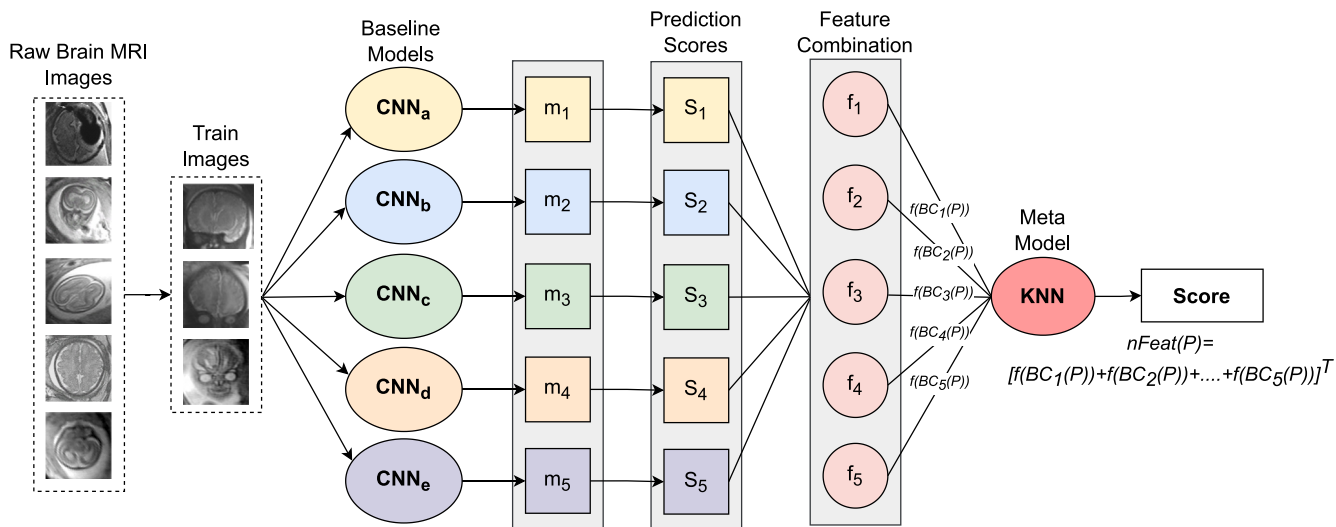 Raw Brain MRI
Images
Train
Images
Baseline
Models
CNNa
CNNb
CNNc
CNNd
CNNe
m1
m2
m3
m4
m5
Prediction
Scores
S1
S2
S3
S4
S5
Feature
Combination
f1
f2
f3
f4
f5
f(BC1(P))
f(BC2(P))
f(BC3(P))
f(BC4(P))
f(BC5(P))
Meta
Model
KNN
Score
nFeat(P)=
[f(BC1(P))+f(BC2(P))+....+f(BC5(P))]T